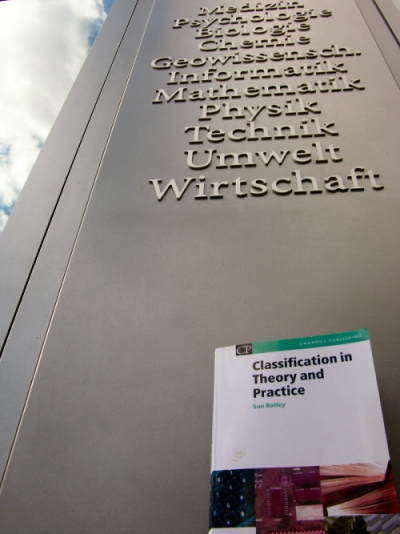 Medizin
Psychologie
Biologie
Chemie
Geowissensch.
Informatik
Mathematik
Physik
Technik
Umwelt
Wirtschaft
CP
CHANDOS PUBLISHING
Classification in
Theory and
Practice
Sue Batley